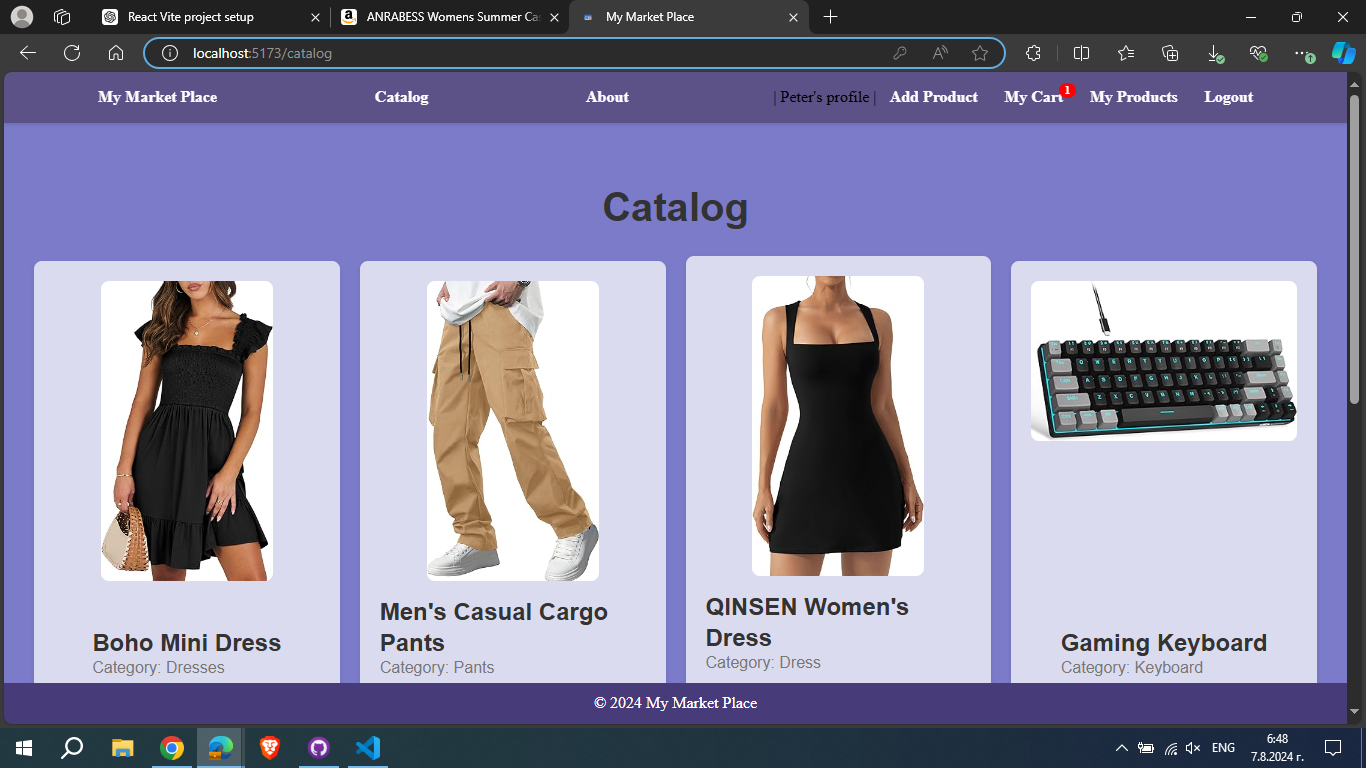 React Vite project setup
ANRABESS Womens Summer Cas
My Market Place
localhost:5173/catalog
My Market Place
Catalog
About
| Peter's profile |
Add Product
My Cart
1
My Products
Logout
Catalog
Boho Mini Dress
Category: Dresses
Men's Casual Cargo
Pants
Category: Pants
QINSEN Women's
Dress
Category: Dress
Gaming Keyboard
Category: Keyboard
© 2024 My Market Place
ENG
6:48
7.8.2024 г.